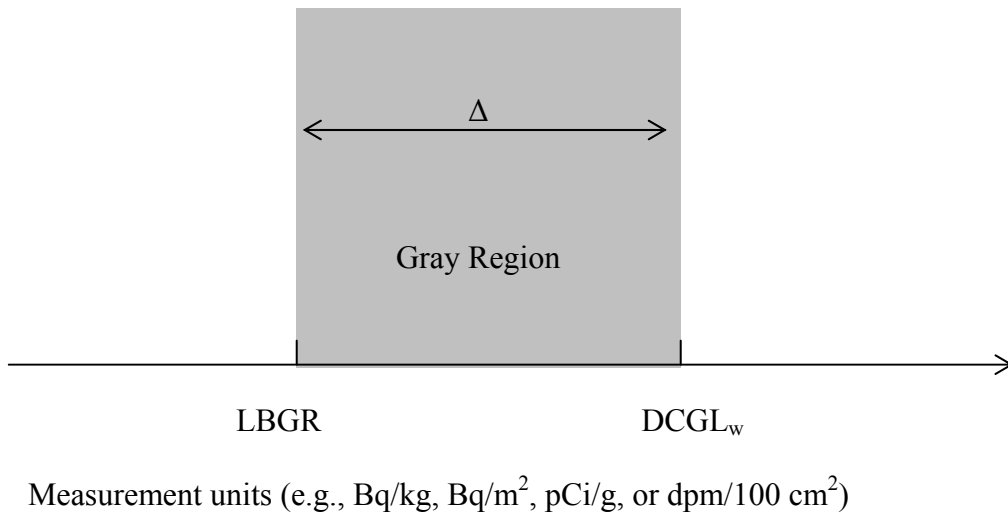 Δ
Gray Region
LBGR DCGLw
Measurement units (e.g., Bq/kg, Bq/m², pCi/g, or dpm/100 cm²)